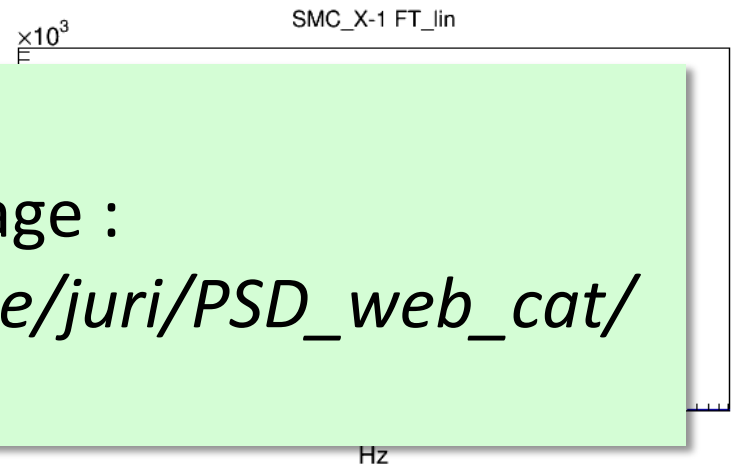 SMC_X-1 FT_lin
×10³
age :
e/juri/PSD_web_cat/
Hz